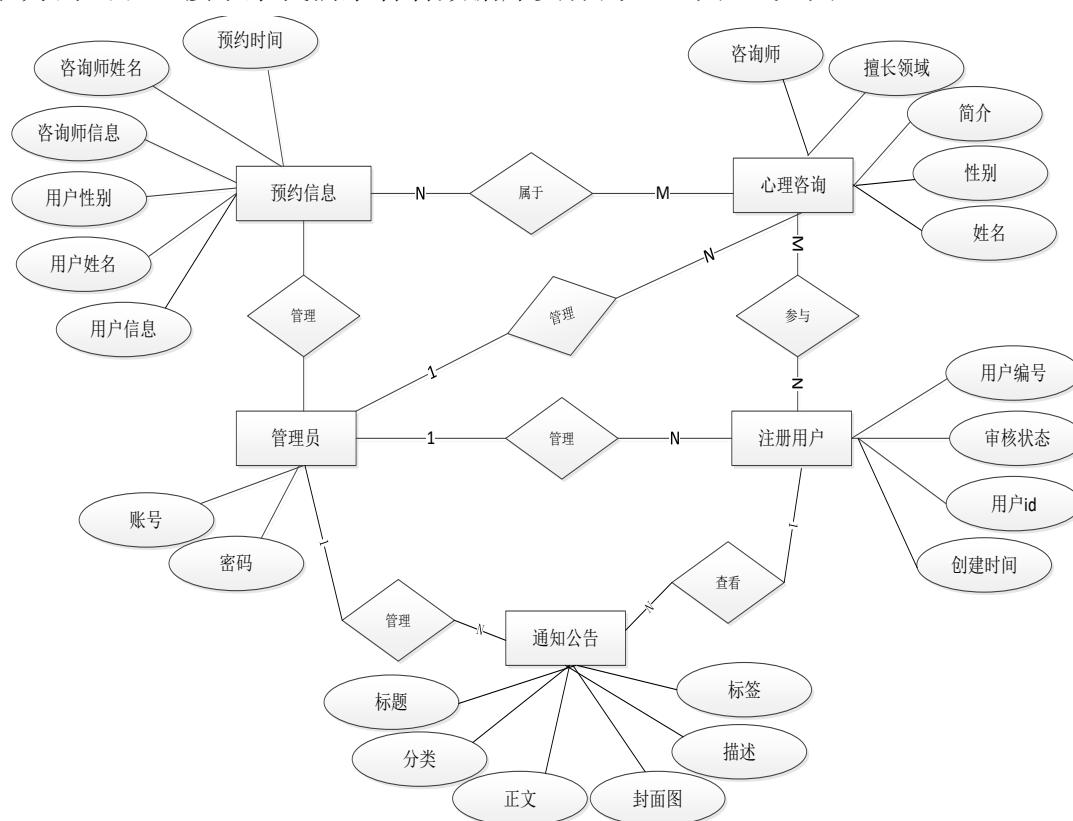 预约时间
咨询师姓名
咨询师信息
用户性别
用户姓名
用户信息
预约信息
N
属于
M
心理咨询
咨询师
擅长领域
简介
性别
姓名
管理
N
管理
1
M
参与
N
管理员
1
管理
N
注册用户
用户编号
审核状态
用户id
创建时间
账号
密码
1
管理
N
通知公告
N
查看
1
标题
分类
正文
封面图
描述
标签